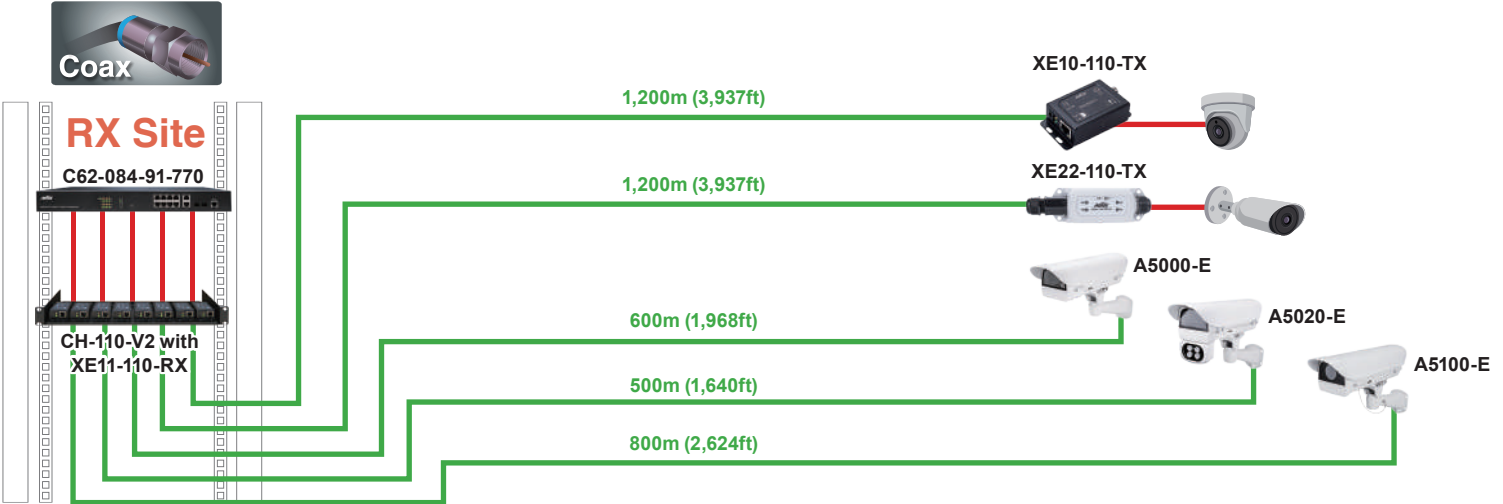 Coax
RX Site
C62-084-91-770
CH-110-V2 with
XE11-110-RX
1,200m (3,937ft)
XE10-110-TX
1,200m (3,937ft)
XE22-110-TX
A5000-E
600m (1,968ft)
A5020-E
500m (1,640ft)
A5100-E
800m (2,624ft)